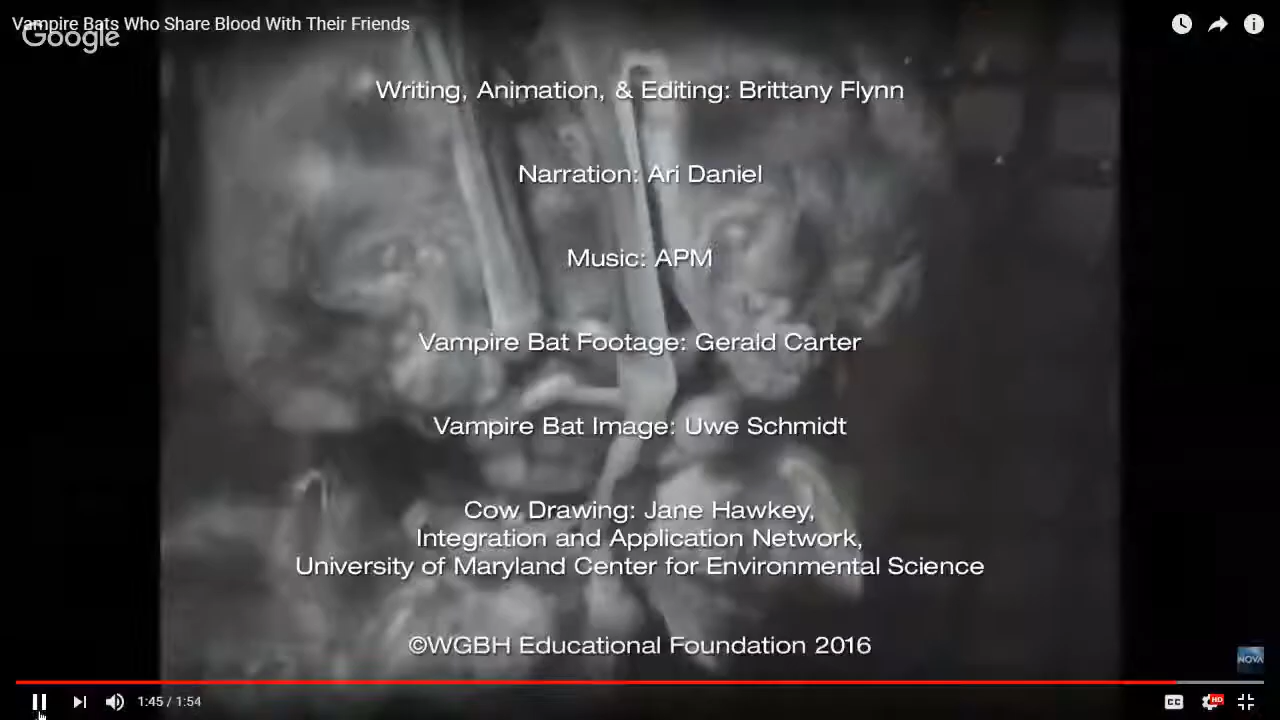 Vampire Bats Who Share Blood With Their Friends
Google
Writing, Animation, & Editing: Brittany Flynn
Narration: Ari Daniel
Music: APM
Vampire Bat Footage: Gerald Carter
Vampire Bat Image: Uwe Schmidt
Cow Drawing: Jane Hawkey,
Integration and Application Network,
University of Maryland Center for Environmental Science
©WGBH Educational Foundation 2016
NOVA
1:45 / 1:54
CC
HD